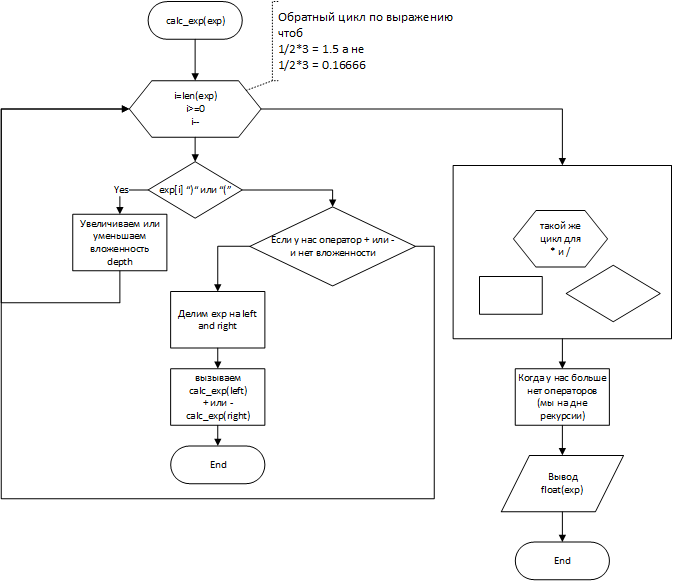 calc_exp(exp)
Обратный цикл по выражению
чтоб
1/2*3 = 1.5 а не
1/2*3 = 0.16666
i=len(exp)
i>=0
i--
Yes
exp[i] “)“ или “(”
Увеличиваем или
уменьшаем
вложенность
depth
Если у нас оператор + или -
и нет вложенности
Делим exp на left
and right
вызываем
calc_exp(left)
+ или -
calc_exp(right)
End
такой же
цикл для
* и /
Когда у нас больше
нет операторов
(мы на дне
рекурсии)
Вывод
float(exp)
End